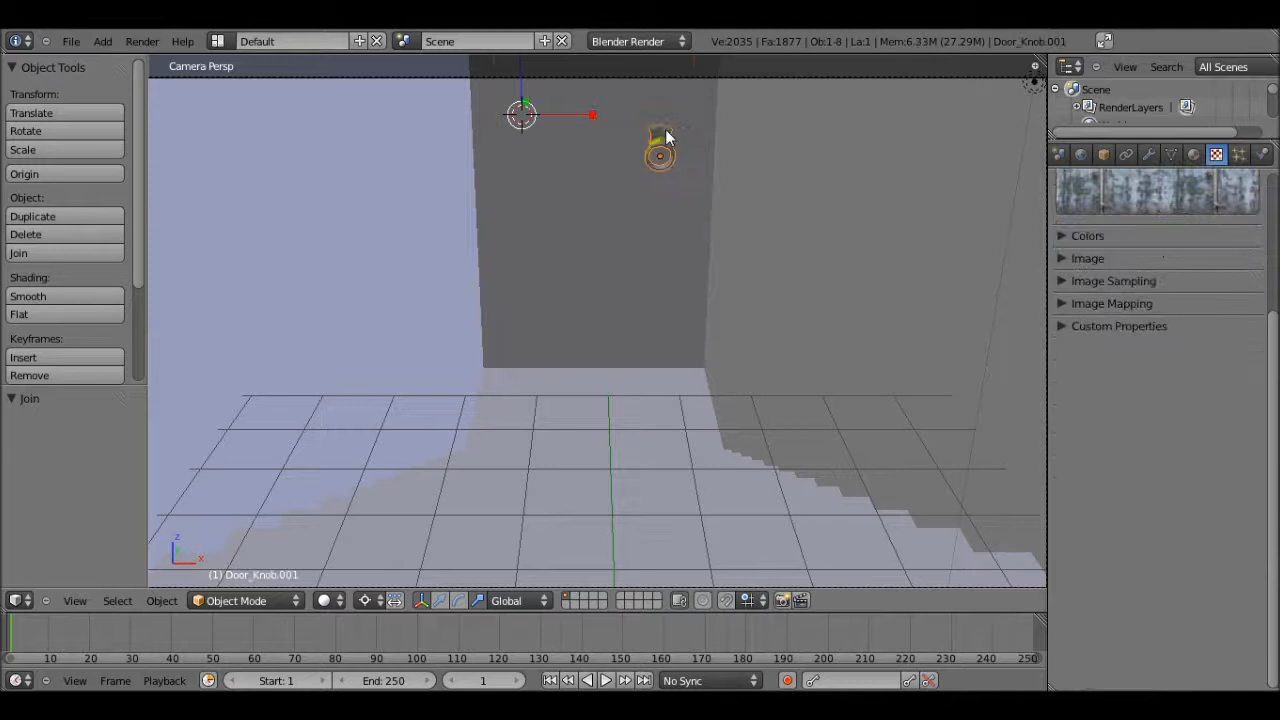 File Add Render Help Default Scene Blender Render Ve:2035 | Fa:1877 | Ob:1-8 | La:1 | Mem:6.33M (27.29M) | Door_Knob.001
Object Tools
Transform:
Translate
Rotate
Scale
Origin
Object:
Duplicate
Delete
Join
Shading:
Smooth
Flat
Keyframes:
Insert
Remove
Join
Camera Persp
z
x
(1) Door_Knob.001
View Search All Scenes
Scene
RenderLayers
Colors
Image
Image Sampling
Image Mapping
Custom Properties
View Select Object Object Mode Global
10 20 30 40 50 60 70 80 90 100 110 120 130 140 150 160 170 180 190 200 210 220 230 240 250
View Frame Playback Start: 1 End: 250 1 No Sync